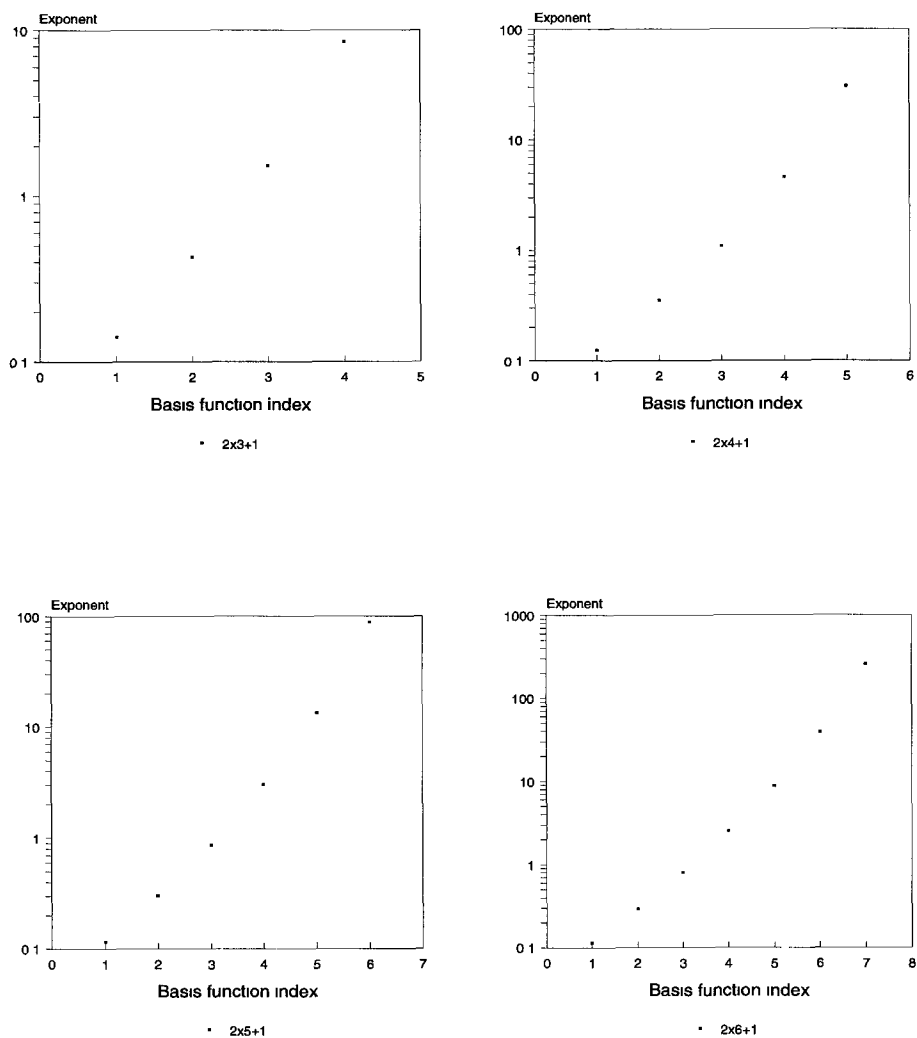 Exponent
10
1
0 1
0 1 2 3 4 5
Basis function index
2x3+1
Exponent
100
10
1
0 1
0 1 2 3 4 5 6
Basis function index
2x4+1
Exponent
100
10
1
0 1
0 1 2 3 4 5 6 7
Basis function index
2x5+1
Exponent
1000
100
10
1
0 1
0 1 2 3 4 5 6 7 8
Basis function index
2x6+1